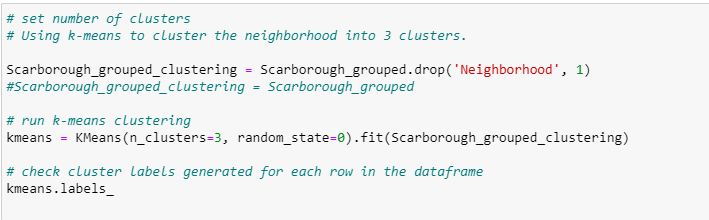 # set number of clusters
# Using k-means to cluster the neighborhood into 3 clusters.
Scarborough_grouped_clustering = Scarborough_grouped.drop('Neighborhood', 1)
#Scarborough_grouped_clustering = Scarborough_grouped
# run k-means clustering
kmeans = KMeans(n_clusters=3, random_state=0).fit(Scarborough_grouped_clustering)
# check cluster labels generated for each row in the dataframe
kmeans.labels_